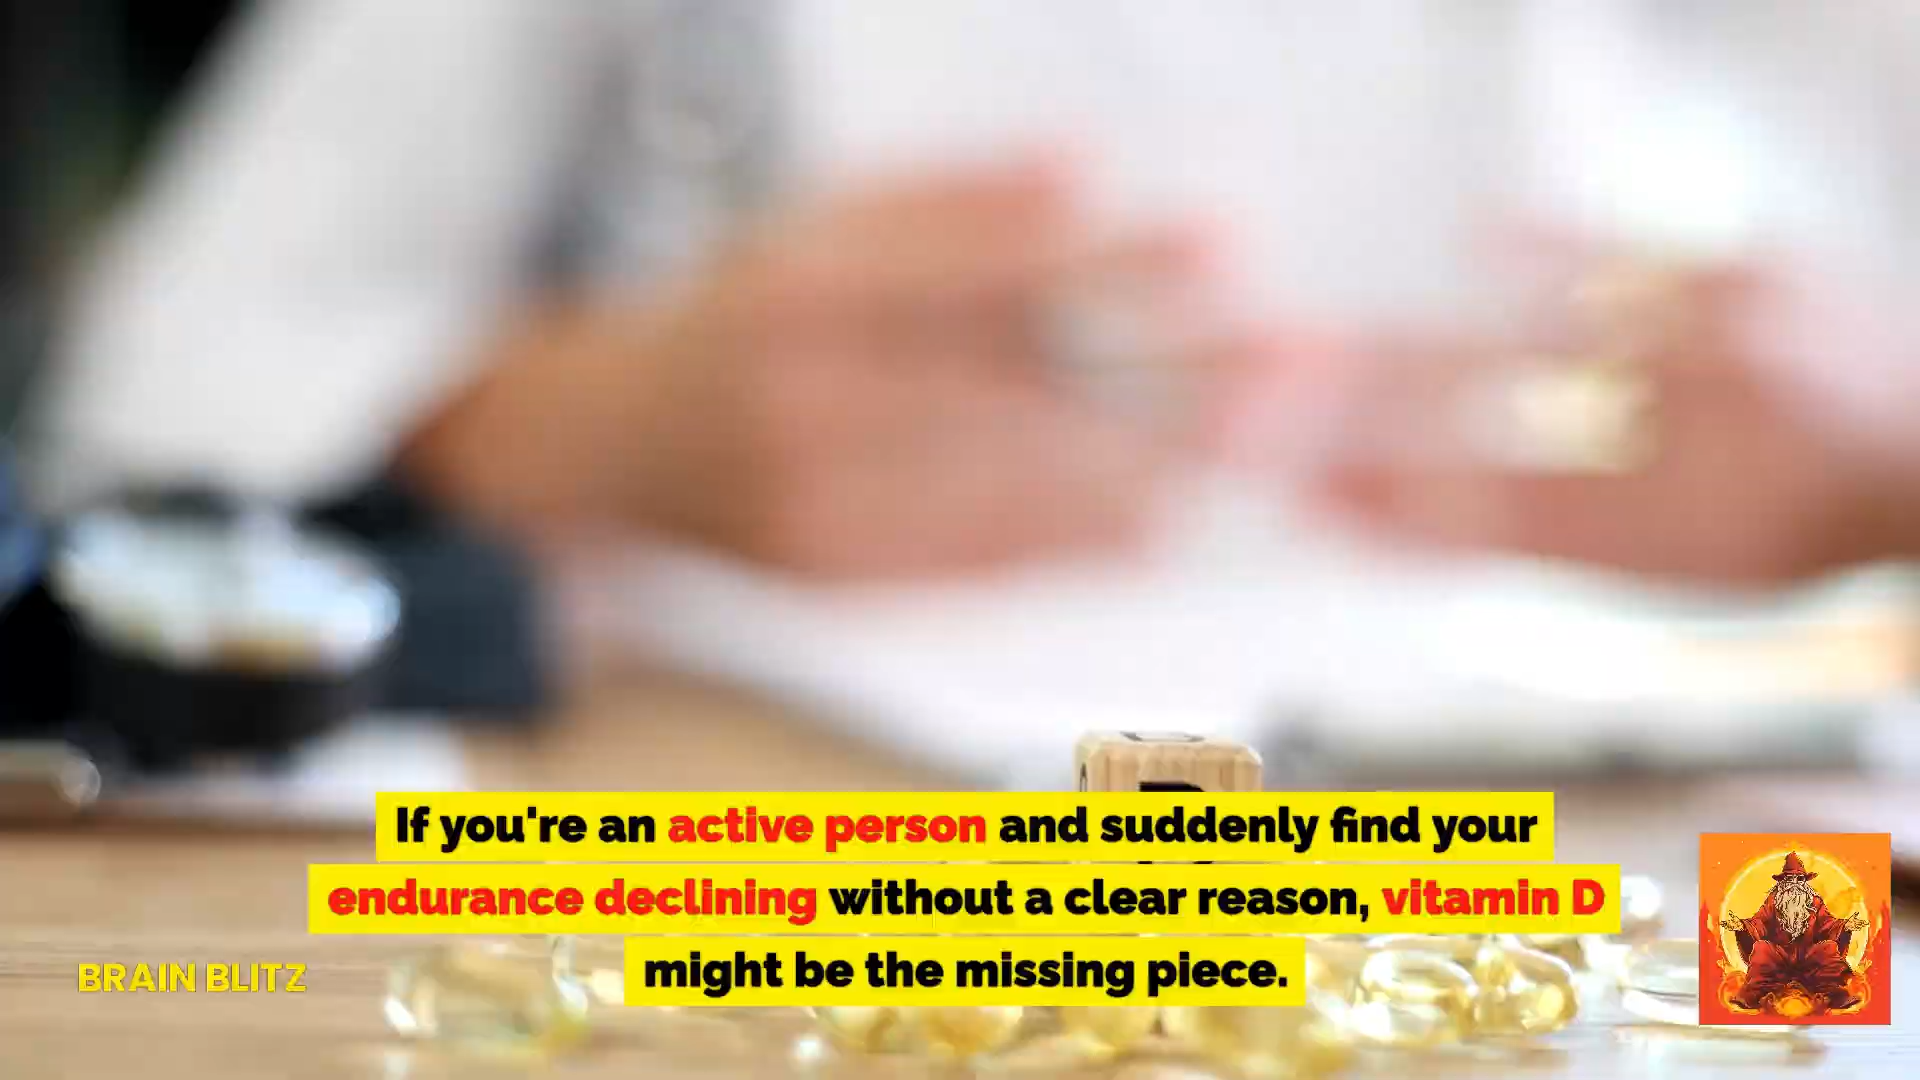 If you're an active person and suddenly find your
endurance declining without a clear reason, vitamin D
might be the missing piece.
BRAIN BLITZ